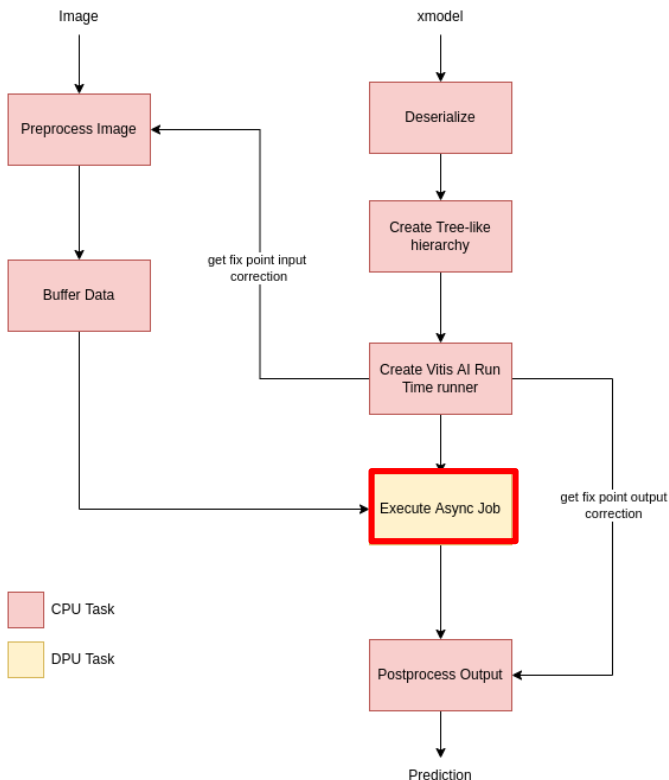 Image
xmodel
Preprocess Image
Deserialize
Create Tree-like
hierarchy
get fix point input
correction
Buffer Data
Create Vitis AI Run
Time runner
Execute Async Job
get fix point output
correction
CPU Task
DPU Task
Postprocess Output
Prediction